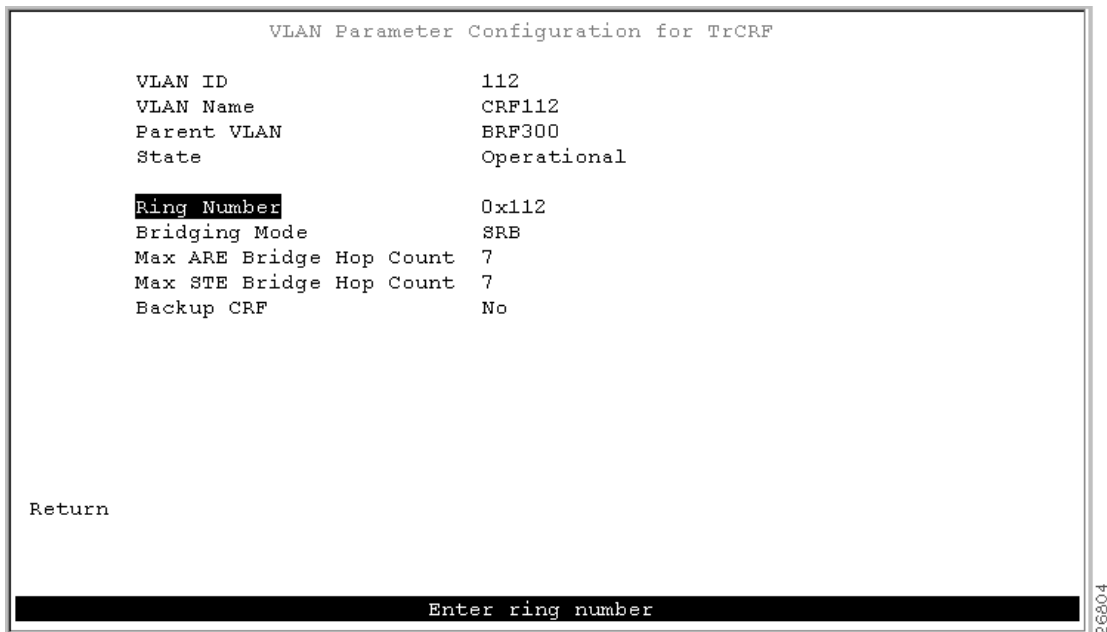 VLAN Parameter Configuration for TrCRF
VLAN ID 112
VLAN Name CRF112
Parent VLAN BRF300
State Operational
Ring Number 0x112
Bridging Mode SRB
Max ARE Bridge Hop Count 7
Max STE Bridge Hop Count 7
Backup CRF No
Return
Enter ring number
26804